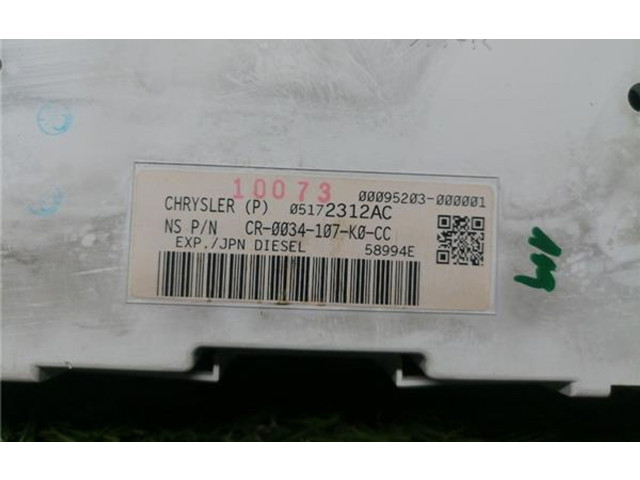 10073
00095203-000001
CHRYSLER (P) 05172312AC
NS P/N CR-0034-107-K0-CC
EXP./JPN DIESEL 58994E